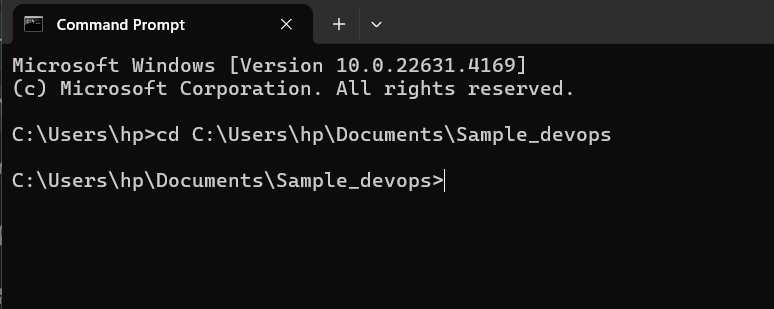 Command Prompt
Microsoft Windows [Version 10.0.22631.4169]
(c) Microsoft Corporation. All rights reserved.
C:\Users\hp>cd C:\Users\hp\Documents\Sample_devops
C:\Users\hp\Documents\Sample_devops>